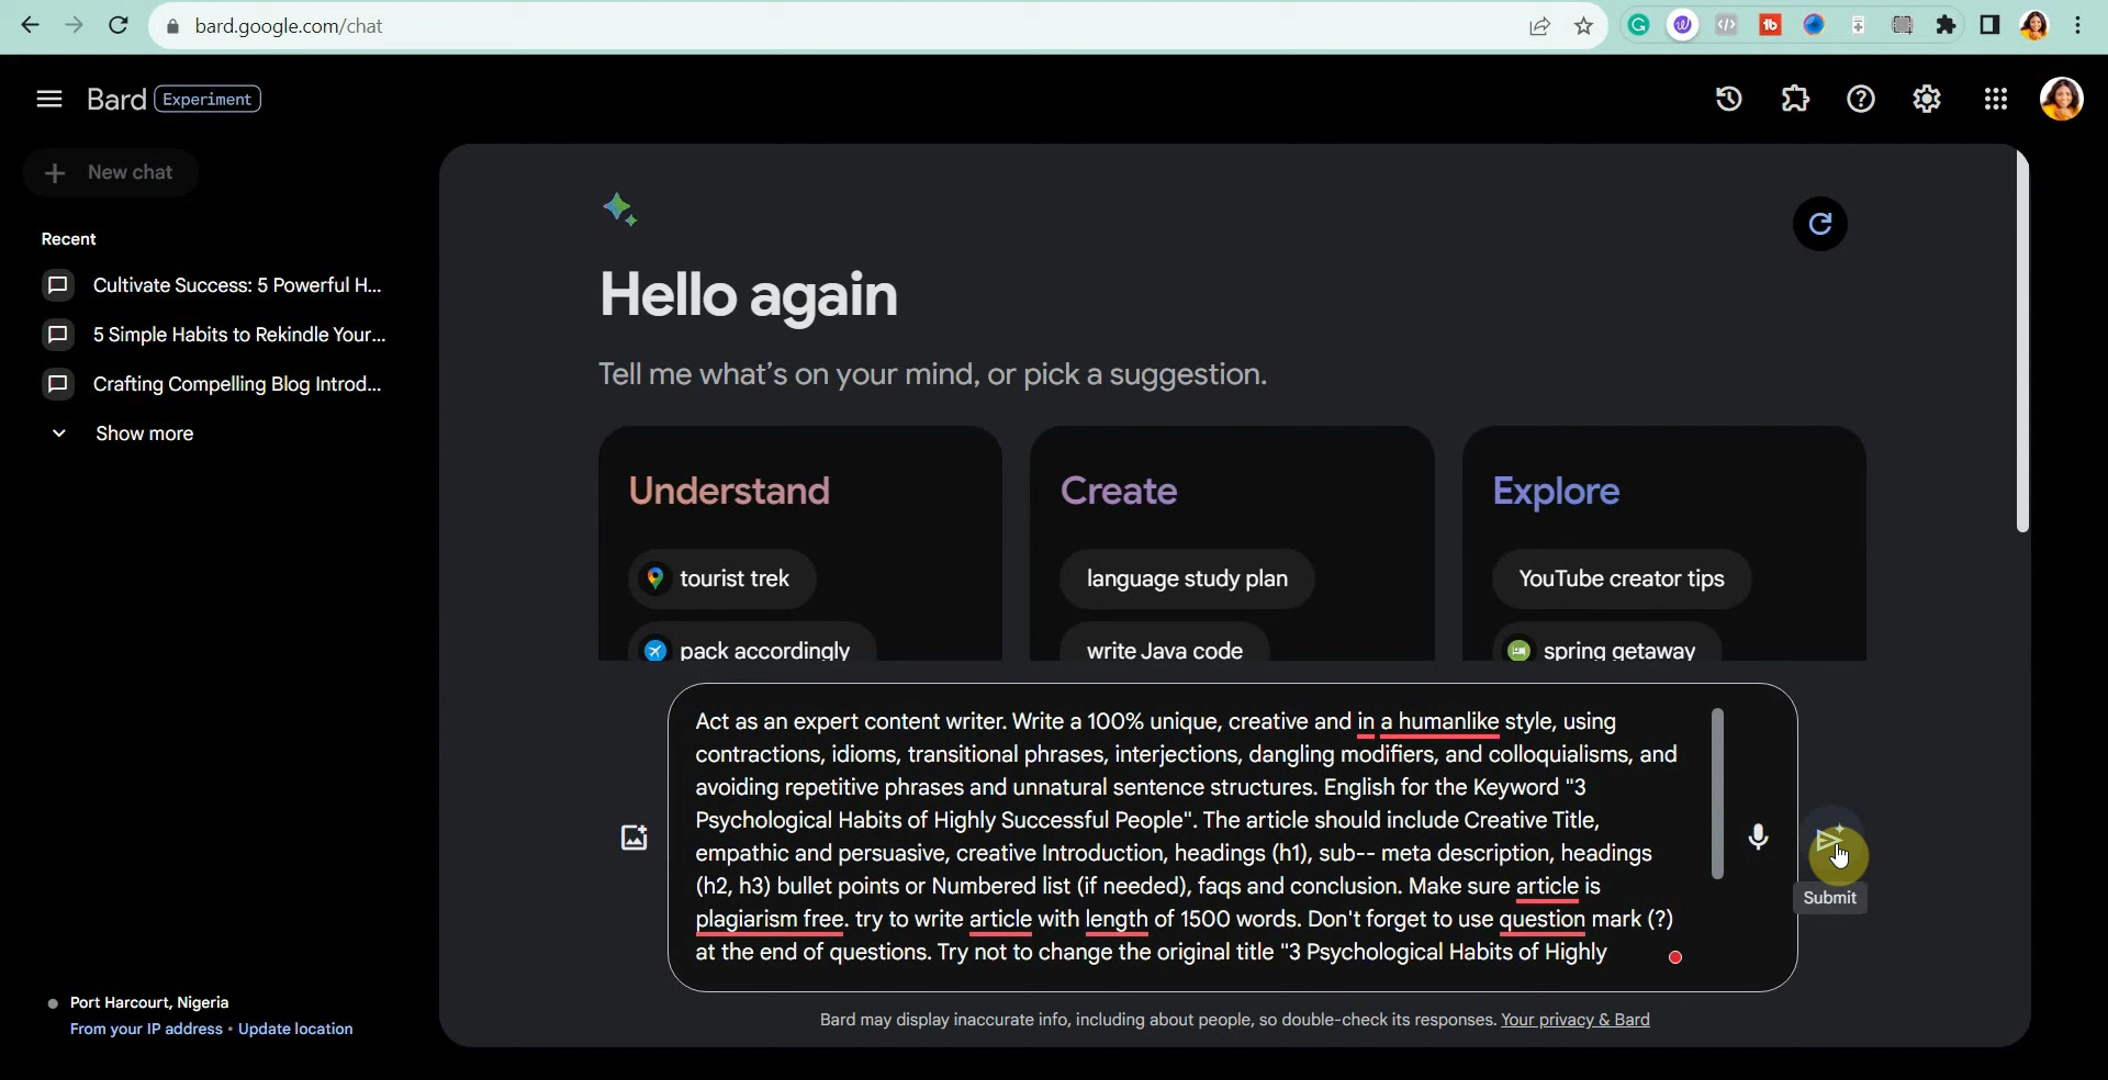 bard.google.com/chat
Bard Experiment
New chat
Recent
Cultivate Success: 5 Powerful H...
5 Simple Habits to Rekindle Your...
Crafting Compelling Blog Introd...
Show more
Hello again
Tell me what's on your mind, or pick a suggestion.
Understand
Create
Explore
tourist trek
language study plan
YouTube creator tips
pack accordingly
write Java code
spring getaway
Act as an expert content writer. Write a 100% unique, creative and in a humanlike style, using
contractions, idioms, transitional phrases, interjections, dangling modifiers, and colloquialisms, and
avoiding repetitive phrases and unnatural sentence structures. English for the Keyword "3
Psychological Habits of Highly Successful People". The article should include Creative Title,
empathic and persuasive, creative Introduction, headings (h1), sub-- meta description, headings
(h2, h3) bullet points or Numbered list (if needed), faqs and conclusion. Make sure article is
plagiarism free. try to write article with length of 1500 words. Don't forget to use question mark (?)
at the end of questions. Try not to change the original title "3 Psychological Habits of Highly
Submit
Port Harcourt, Nigeria
From your IP address • Update location
Bard may display inaccurate info, including about people, so double-check its responses. Your privacy & Bard